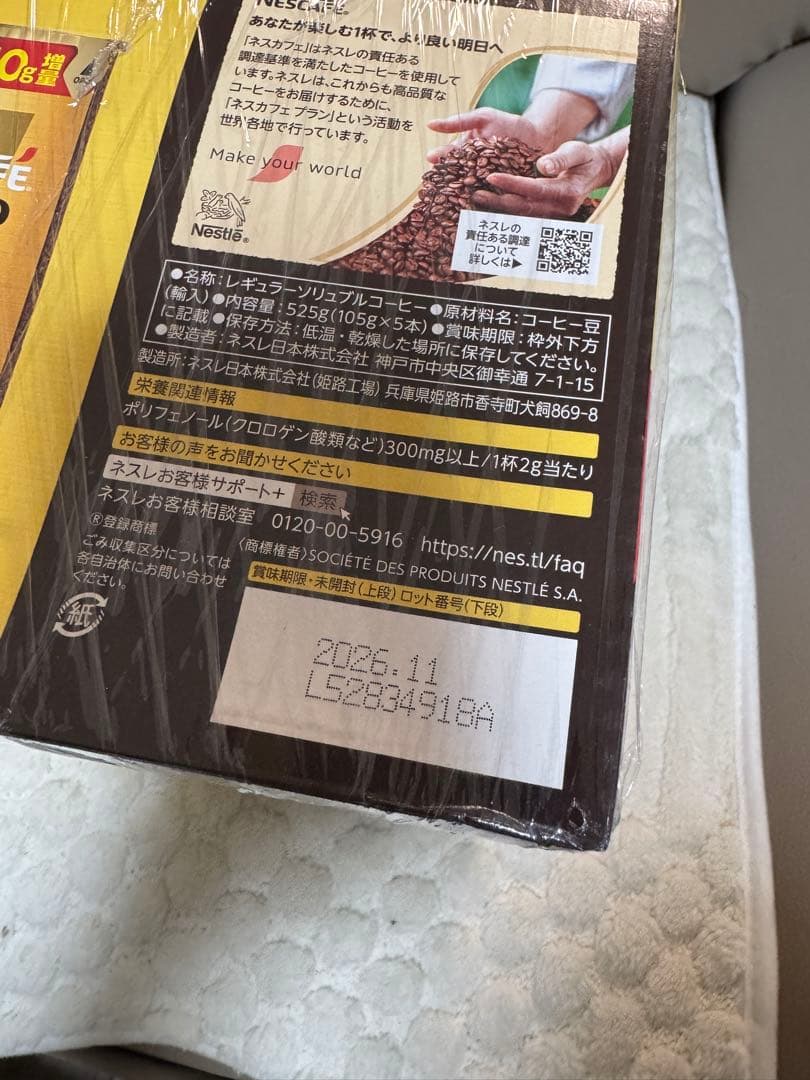 NESCAFÉ
あなたが楽しむ1杯で、より良い明日へ
「ネスカフェ」はネスレの責任ある
調達基準を満たしたコーヒーを使用して
います。ネスレは、これからも高品質な
コーヒーをお届けするために、
「ネスカフェ プラン」という活動を
世界各地で行っています。
Make your world
Nestlé®
ネスレの
責任ある調達
について
詳しくは▶
●名称:レギュラーソリュブルコーヒー●原材料名:コーヒー豆
(輸入)●内容量:525g(105g×5本)●賞味期限:枠外下方
に記載●保存方法:低温・乾燥した場所に保存してください。
●製造者:ネスレ日本株式会社 神戸市中央区御幸通 7-1-15
製造所:ネスレ日本株式会社(姫路工場) 兵庫県姫路市香寺町犬飼869-8
栄養関連情報
ポリフェノール(クロロゲン酸類など)300mg以上/1杯2g当たり
お客様の声をお聞かせください
ネスレお客様サポート+ 検索
ネスレお客様相談室 0120-00-5916 https://nes.tl/faq
®登録商標 〈商標権者〉SOCIÉTÉ DES PRODUITS NESTLÉ S.A.
ごみ収集区分については
各自治体にお問い合わせ
ください。
紙
賞味期限・未開封(上段) ロット番号(下段)
2026.11
L52834918A
0g
増量
FÉ